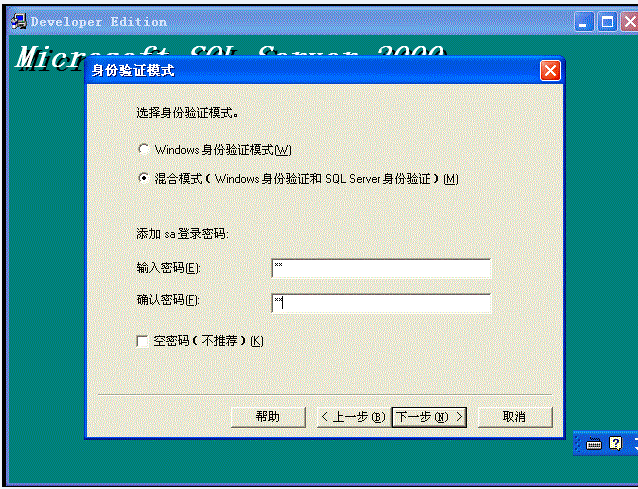 Developer Edition
Microsoft SQL Server 2000
身份验证模式
选择身份验证模式。
Windows 身份验证模式(W)
混合模式(Windows 身份验证和 SQL Server 身份验证)(M)
添加 sa 登录密码:
输入密码(E):
**
确认密码(F):
**
空密码(不推荐)(K)
帮助
< 上一步(B)
下一步(N) >
取消